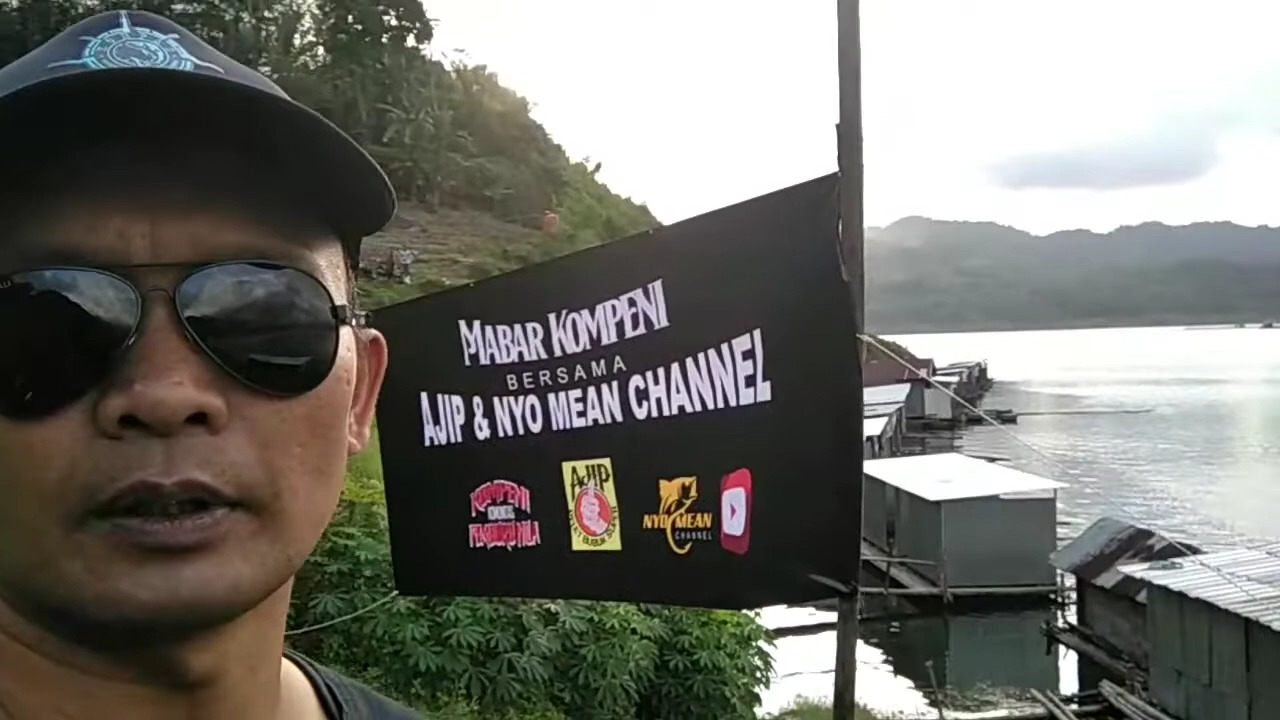 MABAR KOMPENI
BERSAMA
AJIP & NYO MEAN CHANNEL
KOMPENI
AJIP
NYO MEAN
CHANNEL